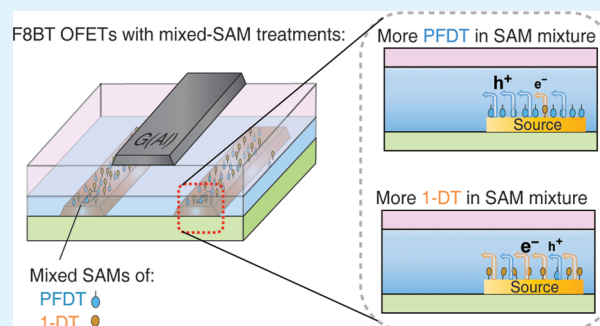 F8BT OFETs with mixed-SAM treatments:
G(Al)
Mixed SAMs of:
PFDT
1-DT
More PFDT in SAM mixture
h+ e−
Source
More 1-DT in SAM mixture
e− h+
Source